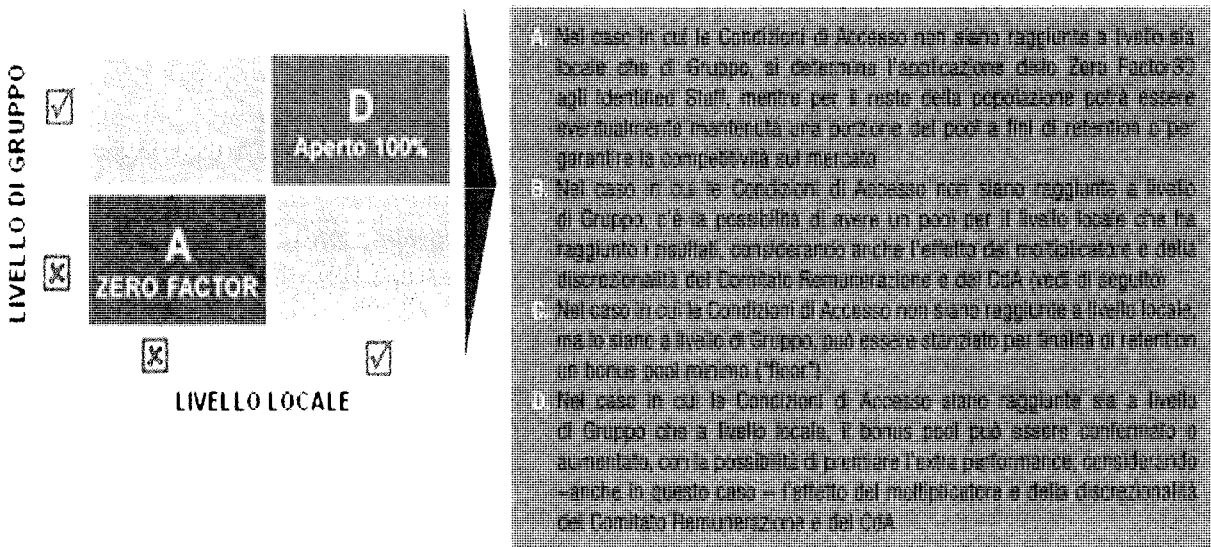 LIVELLO DI GRUPPO
D
Aperto 100%
A
ZERO FACTOR
LIVELLO LOCALE
A. Nel caso in cui le Condizioni di Accesso non siano raggiunte a livello sia
locale che di Gruppo, si determina l'applicazione dello Zero Factor
agli Identified Staff, mentre per il resto della popolazione potrà essere
eventualmente mantenuta una porzione del pool a fini di retention o per
garantire la competitività sul mercato
B. Nel caso in cui le Condizioni di Accesso non siano raggiunte a livello
di Gruppo, c'è la possibilità di avere un pool per il livello locale che ha
raggiunto i risultati, considerando anche l'effetto del moltiplicatore e della
discrezionalità del Comitato Remunerazione e del CdA (vedi di seguito)
C. Nel caso in cui le Condizioni di Accesso non siano raggiunte a livello locale,
ma lo siano a livello di Gruppo, può essere stanziato per finalità di retention
un bonus pool minimo ("floor")
D. Nel caso in cui le Condizioni di Accesso siano raggiunte sia a livello
di Gruppo che a livello locale, il bonus pool può essere confermato o
aumentato, con la possibilità di premiare l'extra performance, considerando
–anche in questo caso – l'effetto del moltiplicatore e della discrezionalità
del Comitato Remunerazione e del CdA